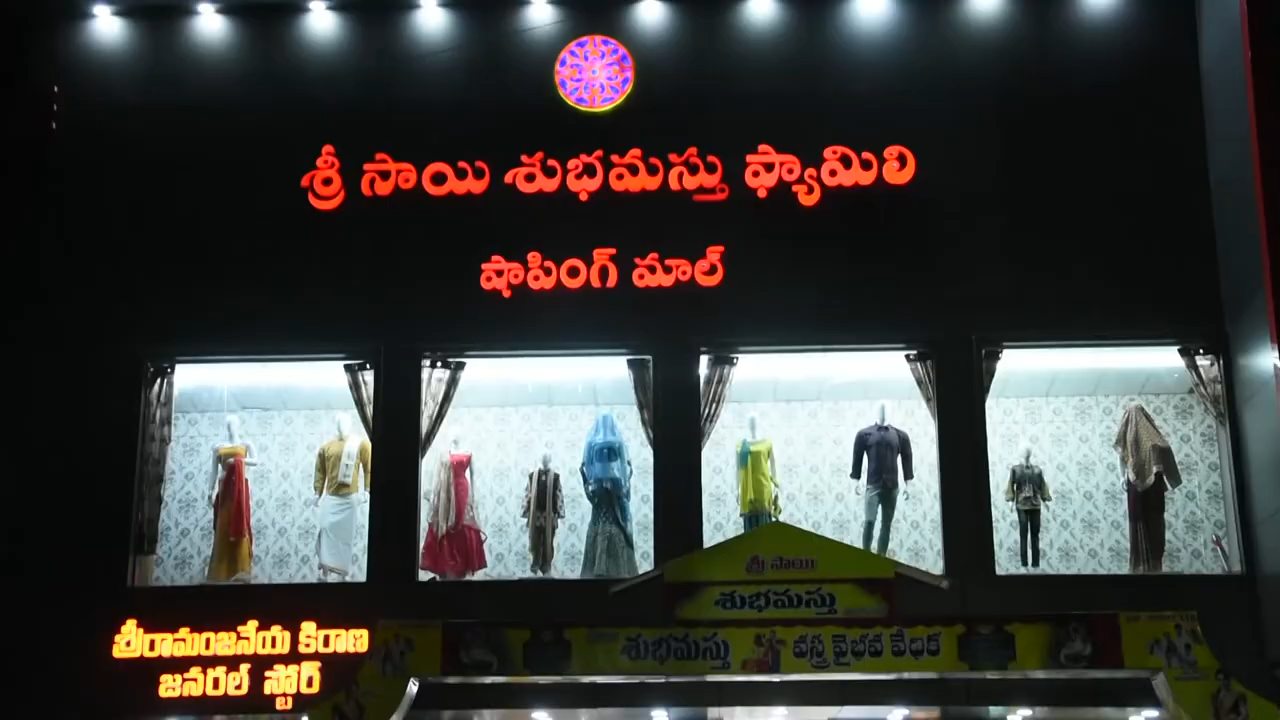 శ్రీ సాయి శుభమస్తు ఫ్యామిలి
షాపింగ్ మాల్
శ్రీ సాయి
శుభమస్తు
శుభమస్తు వస్త్ర వైభవ వేదిక
శ్రీరామంజనేయ కిరాణ
జనరల్ స్టోర్